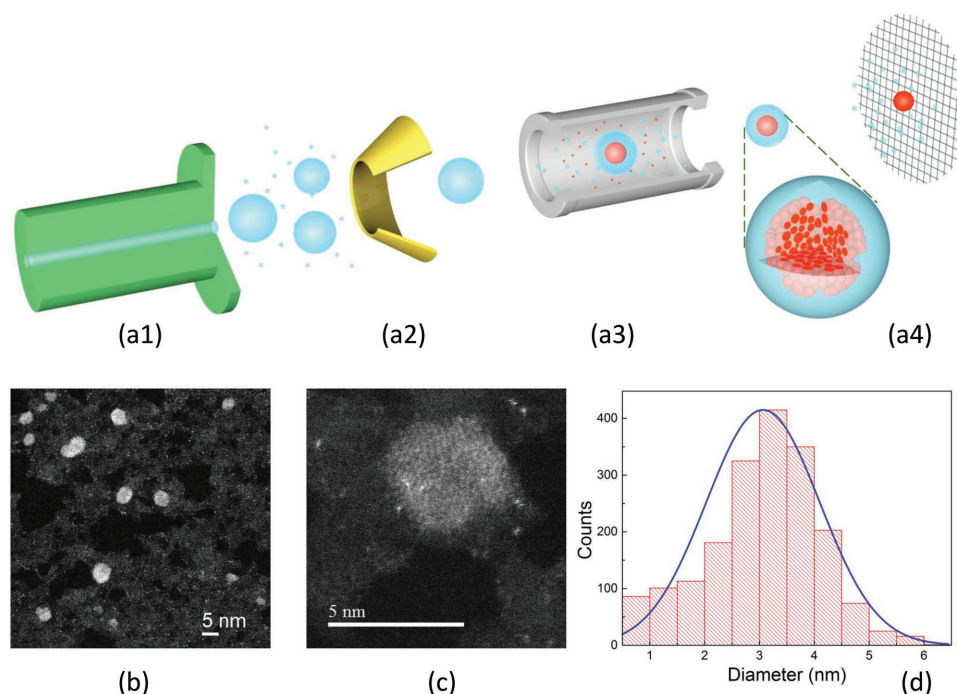 (a1)
(a2)
(a3)
(a4)
5 nm
5 nm
Counts
400
300
200
100
0
1
2
3
4
5
6
Diameter (nm)
(b)
(c)
(d)